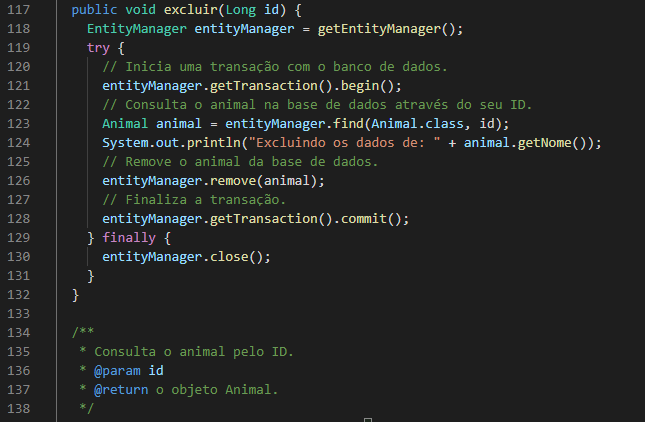 117 public void excluir(Long id) {
118 EntityManager entityManager = getEntityManager();
119 try {
120 // Inicia uma transação com o banco de dados.
121 entityManager.getTransaction().begin();
122 // Consulta o animal na base de dados através do seu ID.
123 Animal animal = entityManager.find(Animal.class, id);
124 System.out.println("Excluindo os dados de: " + animal.getNome());
125 // Remove o animal da base de dados.
126 entityManager.remove(animal);
127 // Finaliza a transação.
128 entityManager.getTransaction().commit();
129 } finally {
130 entityManager.close();
131 }
132 }
133
134 /**
135 * Consulta o animal pelo ID.
136 * @param id
137 * @return o objeto Animal.
138 */